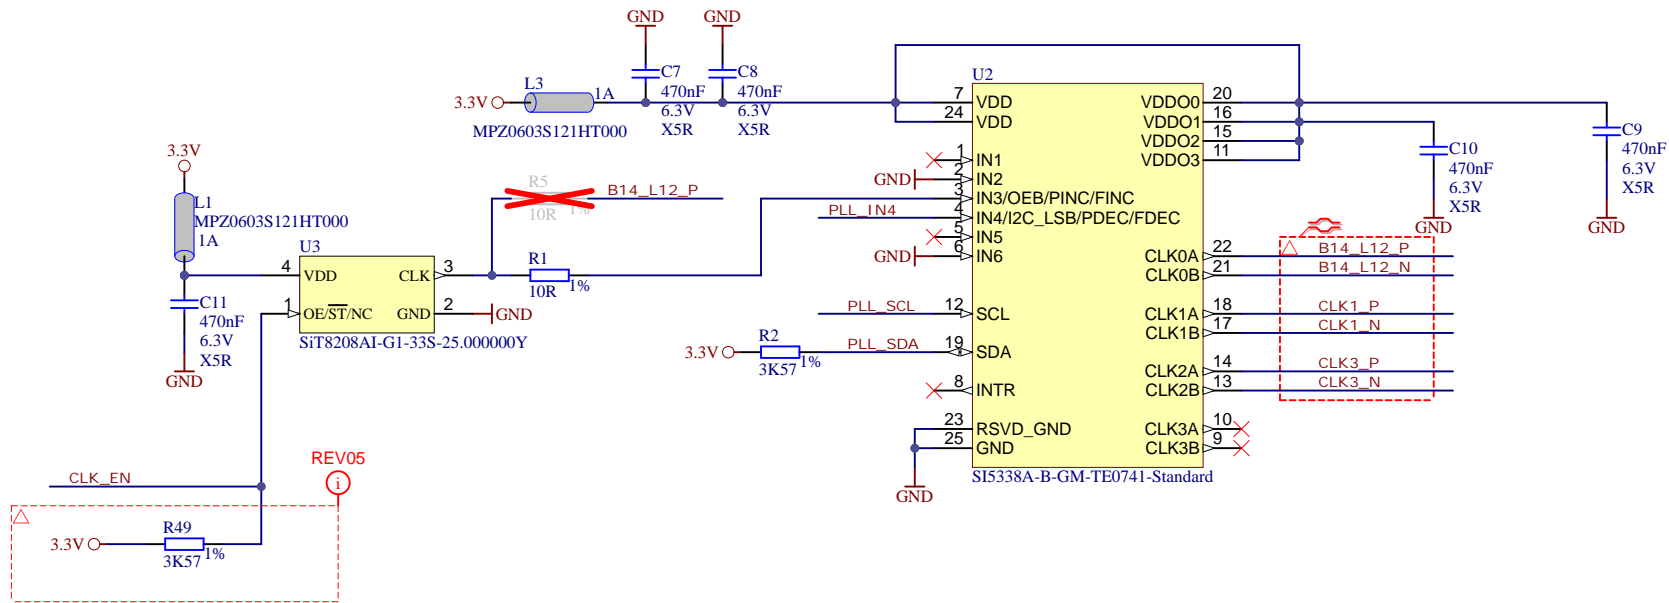 GND
GND
C7
470nF
6.3V
X5R
C8
470nF
6.3V
X5R
L3
1A
3.3V
MPZ0603S121HT000
U2
7
VDD
24
VDD
1
IN1
2
IN2
GND
3
IN3/OEB/PINC/FINC
PLL_IN4
4
IN4/I2C_LSB/PDEC/FDEC
5
IN5
6
IN6
GND
PLL_SCL
12
SCL
3.3V
R2
3K57
1%
PLL_SDA
19
SDA
8
INTR
23
RSVD_GND
25
GND
GND
VDDO0
20
VDDO1
16
VDDO2
15
VDDO3
11
CLK0A
22
B14_L12_P
CLK0B
21
B14_L12_N
CLK1A
18
CLK1_P
CLK1B
17
CLK1_N
CLK2A
14
CLK3_P
CLK2B
13
CLK3_N
CLK3A
10
CLK3B
9
SI5338A-B-GM-TE0741-Standard
C10
470nF
6.3V
X5R
GND
C9
470nF
6.3V
X5R
GND
3.3V
L1
MPZ0603S121HT000
1A
C11
470nF
6.3V
X5R
GND
U3
4
VDD
1
OE/ST/NC
CLK
3
GND
2
GND
SiT8208AI-G1-33S-25.000000Y
R5
10R
1%
B14_L12_P
R1
10R
1%
CLK_EN
REV05
i
3.3V
R49
3K57
1%